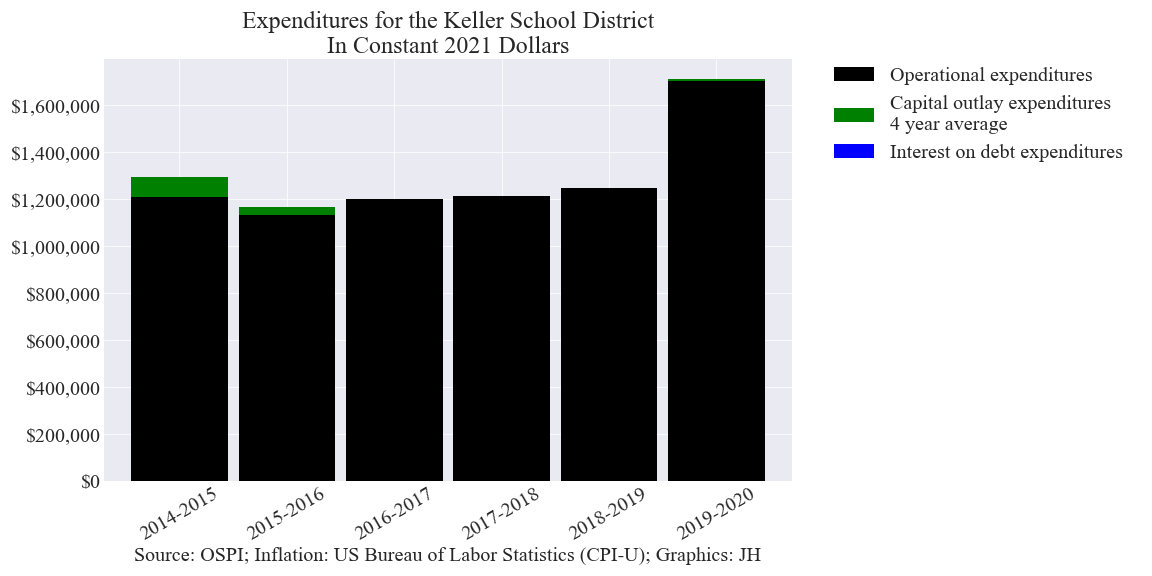 Expenditures for the Keller School District
In Constant 2021 Dollars
Operational expenditures
Capital outlay expenditures
4 year average
Interest on debt expenditures
$1,600,000
$1,400,000
$1,200,000
$1,000,000
$800,000
$600,000
$400,000
$200,000
$0
2014-2015
2015-2016
2016-2017
2017-2018
2018-2019
2019-2020
Source: OSPI; Inflation: US Bureau of Labor Statistics (CPI-U); Graphics: JH